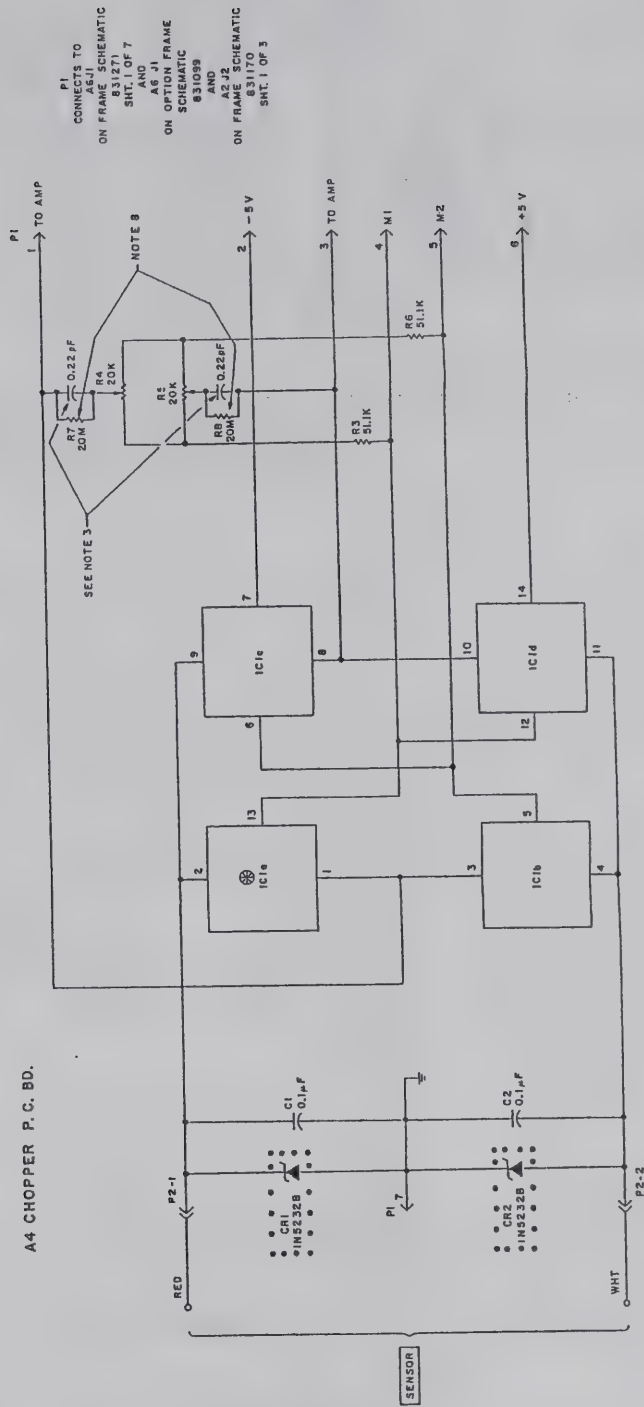 A4 CHOPPER P.C. BD.
P1
CONNECTS TO
A6J1
ON FRAME SCHEMATIC
831271
SHT. 1 OF 7
AND
A6 J1
ON OPTION FRAME
SCHEMATIC
831099
AND
A2 J2
ON FRAME SCHEMATIC
831170
SHT. 1 OF 3
P1
1 TO AMP
NOTE 8
2 -5V
3 TO AMP
4 M1
5 M2
6 +5V
0.22pF
R7
20M
R4
20K
R5
20K
0.22pF
R8
20M
R6
51.1K
R3
51.1K
SEE NOTE 3
9
IC1c
7
8
6
10
IC1d
14
12
11
2
IC1a
13
1
3
IC1b
5
4
P2-1
RED
C1
0.1µF
CR1
1N5232B
P1 7
C2
0.1µF
CR2
1N5232B
P2-2
WHT
SENSOR